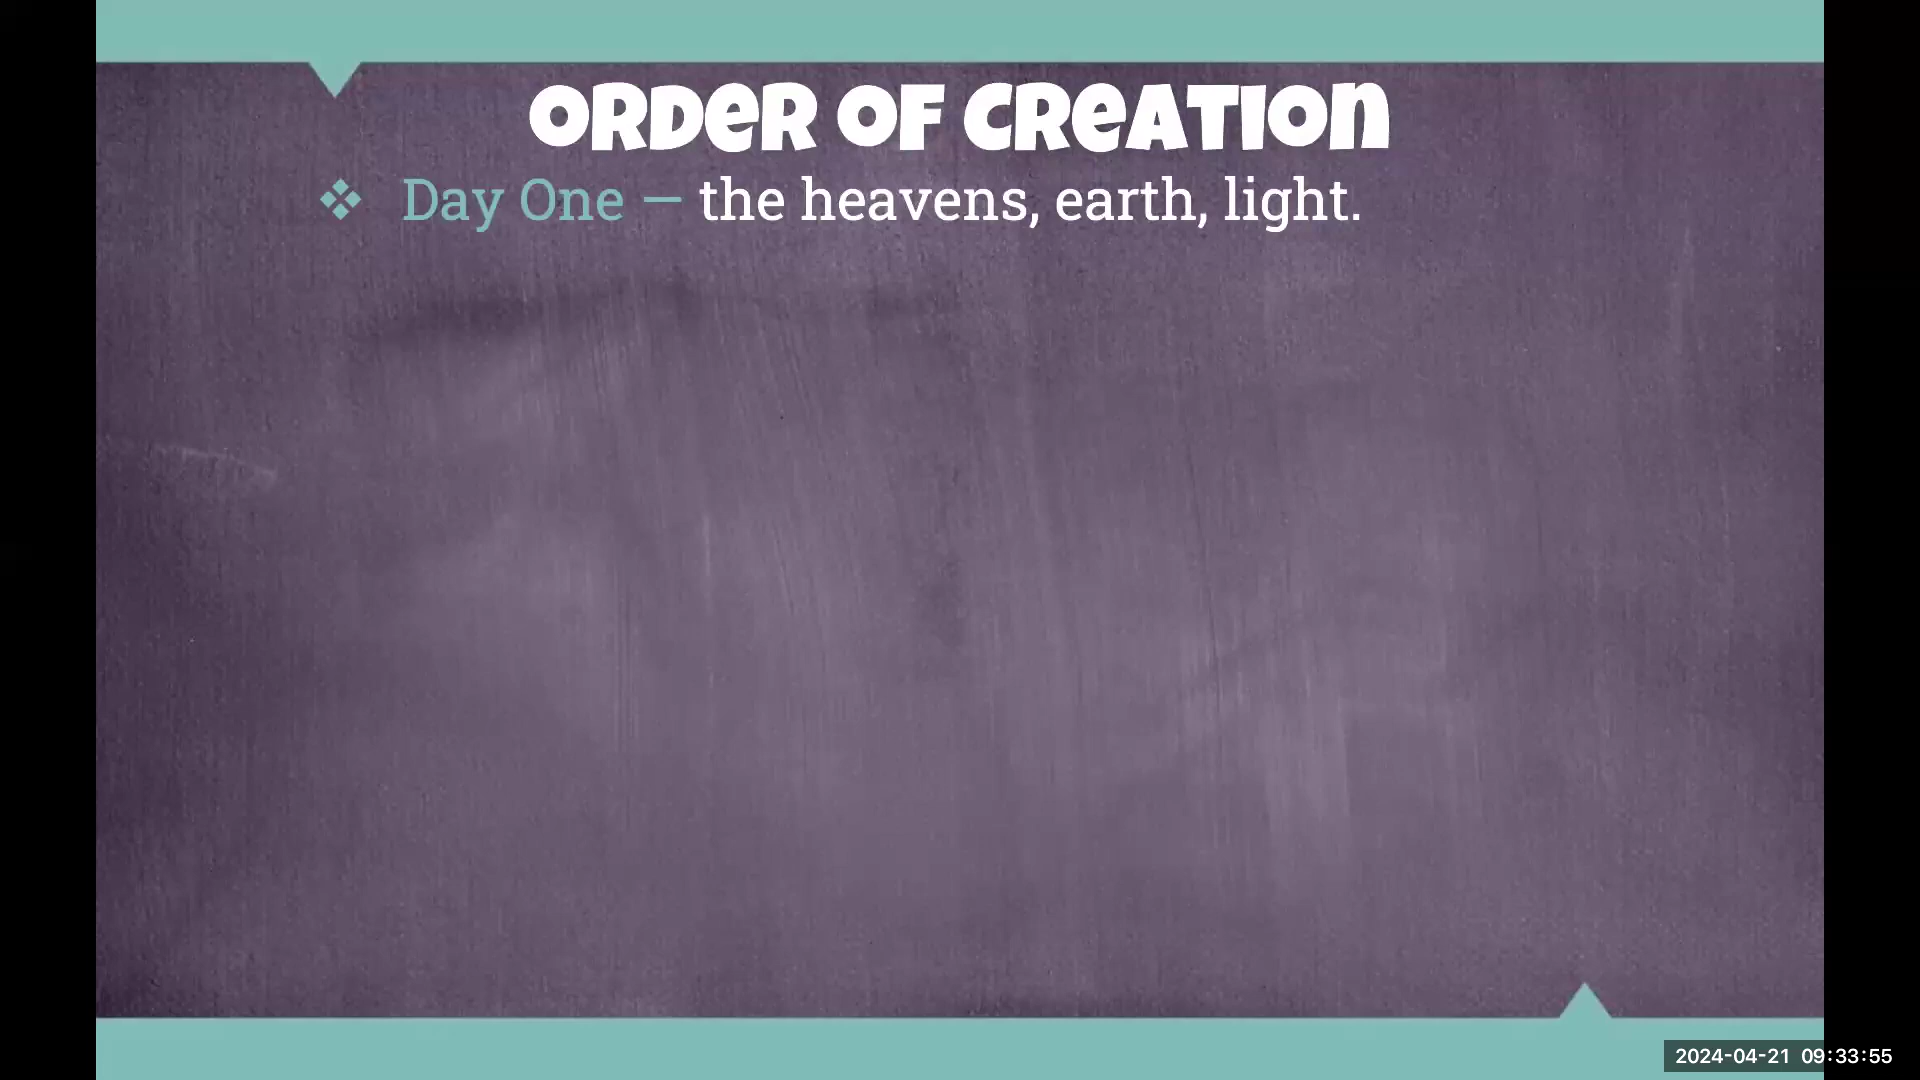 ORDER OF CREATION
❖ Day One — the heavens, earth, light.
2024-04-21 09:33:55